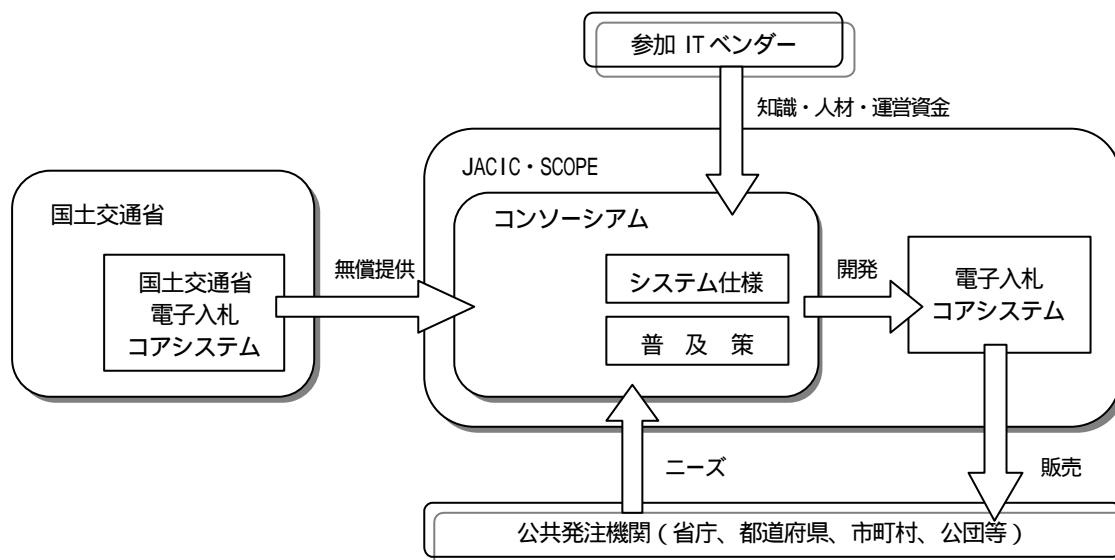 参加 IT ベンダー
知識・人材・運営資金
JACIC・SCOPE
国土交通省
コンソーシアム
国土交通省
電子入札
コアシステム
無償提供
システム仕様
普 及 策
開発
電子入札
コアシステム
ニーズ
販売
公共発注機関（省庁、都道府県、市町村、公団等）